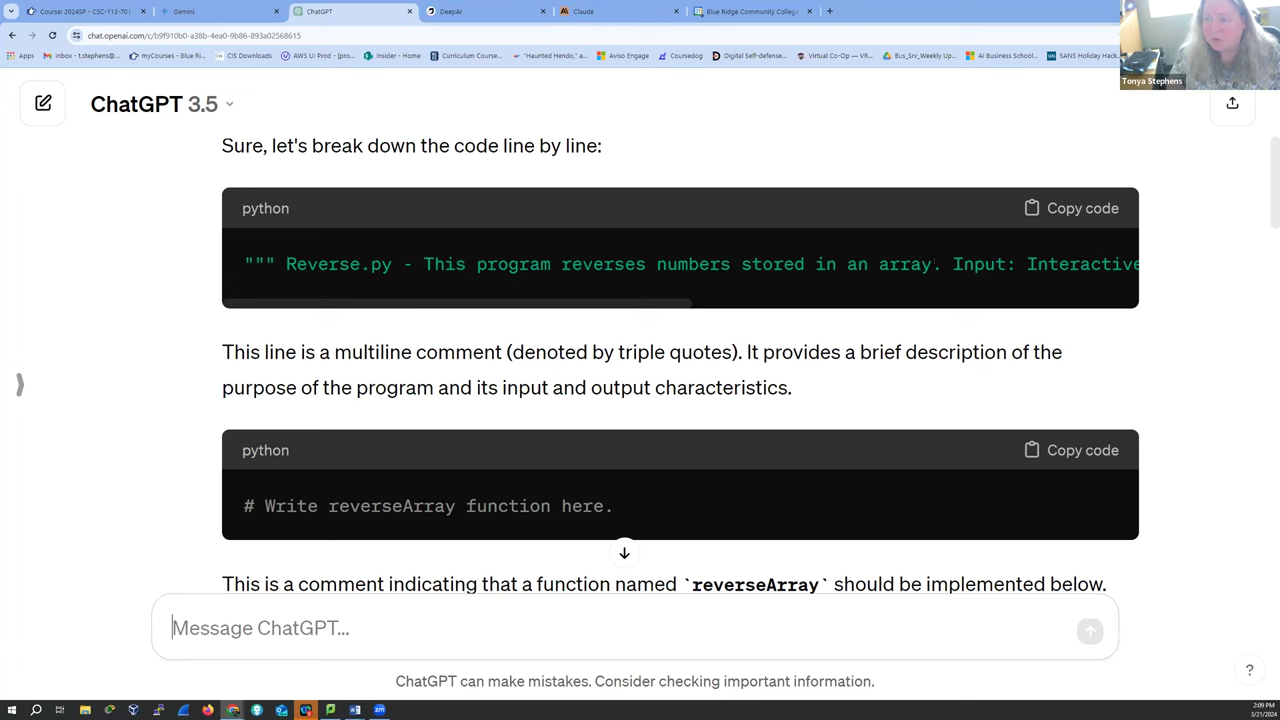 Course: 2024SP - CSC-113-70
Gemini
ChatGPT
DeepAI
Claude
Blue Ridge Community Colleg
chat.openai.com/c/b9f910b0-a38b-4ea0-9b86-893a02568615
Apps
Inbox - t.stephens@...
myCourses - Blue Ri...
CIS Downloads
AWS UI Prod - [pro...
Insider - Home
Curriculum Course...
"Haunted Hendo," a...
Aviso Engage
Coursedog
Digital Self-defense...
Virtual Co-Op — VR...
Bus_Srv_Weekly Up...
AI Business School...
SANS Holiday Hack...
Tonya Stephens
ChatGPT 3.5
Sure, let's break down the code line by line:
python
Copy code
""" Reverse.py - This program reverses numbers stored in an array. Input: Interactive
This line is a multiline comment (denoted by triple quotes). It provides a brief description of the
purpose of the program and its input and output characteristics.
python
Copy code
# Write reverseArray function here.
This is a comment indicating that a function named `reverseArray` should be implemented below.
Message ChatGPT...
ChatGPT can make mistakes. Consider checking important information.
?
2:09 PM
3/21/2024